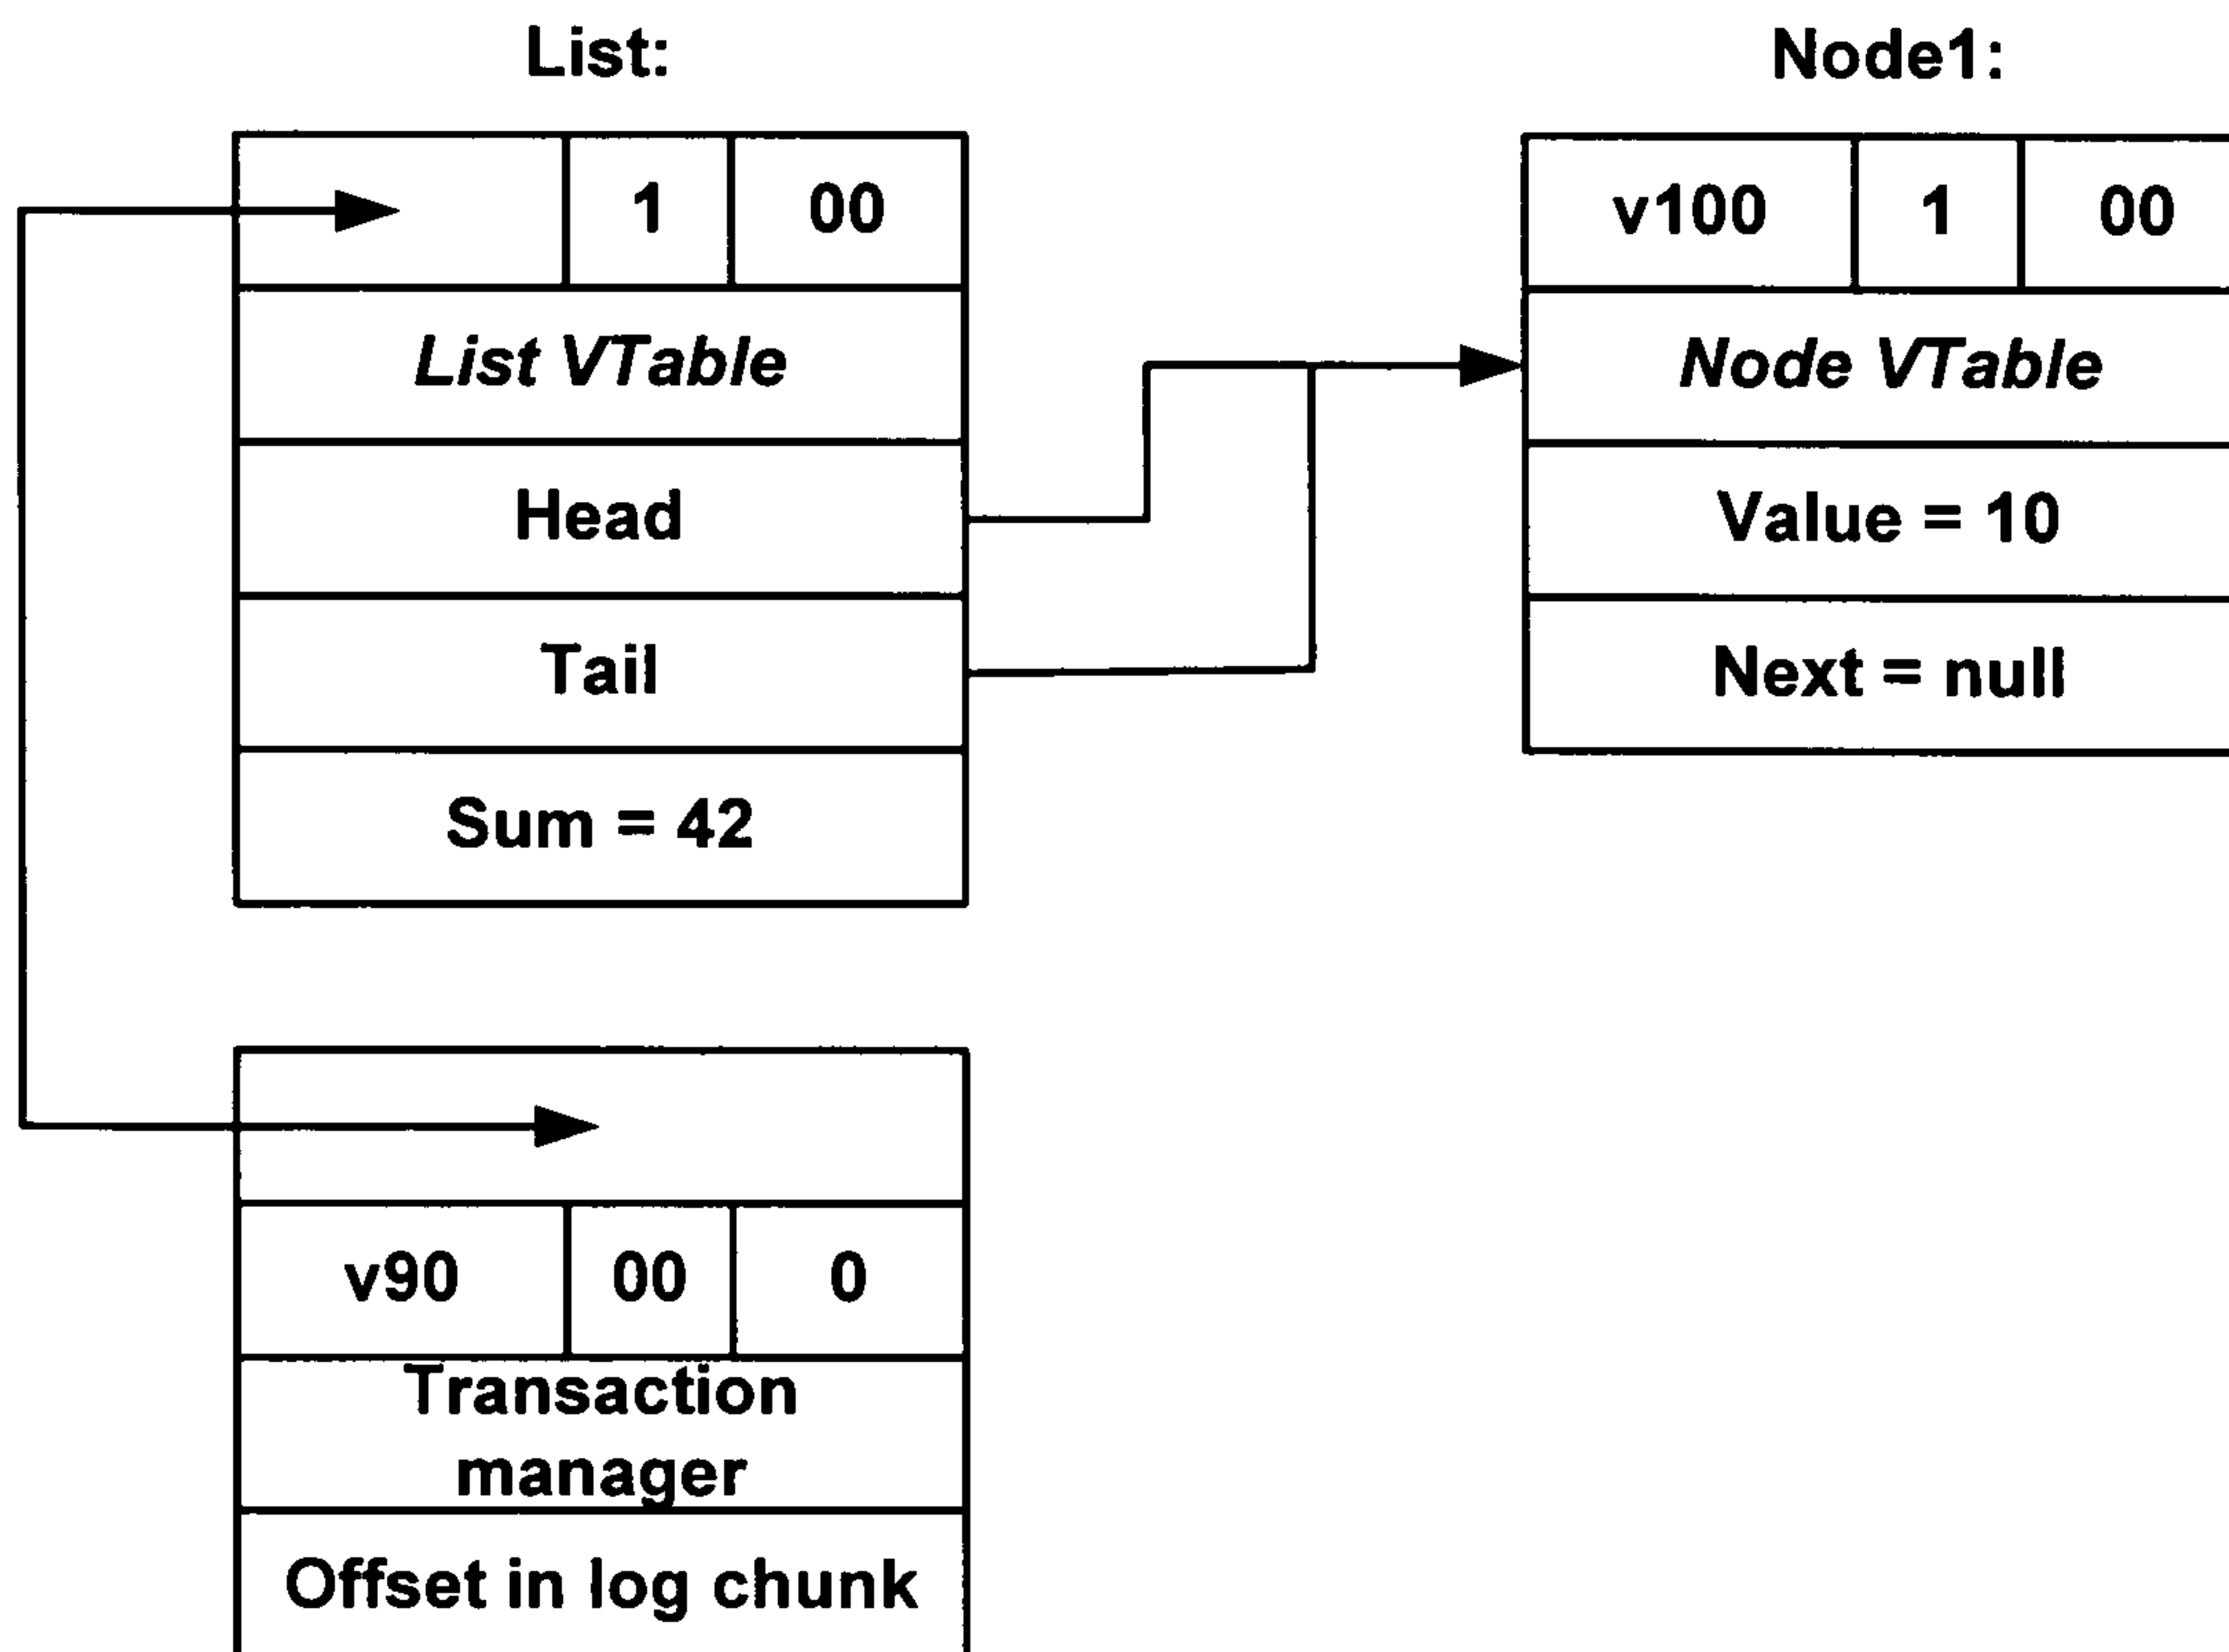 List:
1 00
List VTable
Head
Tail
Sum = 42
Node1:
v100 1 00
Node VTable
Value = 10
Next = null
v90 00 0
Transaction
manager
Offset in log chunk